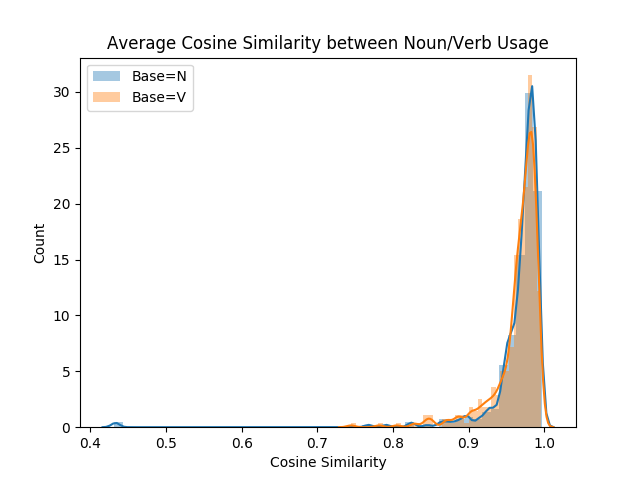 Average Cosine Similarity between Noun/Verb Usage
Base=N
Base=V
30
25
20
15
10
5
0
Count
0.4 0.5 0.6 0.7 0.8 0.9 1.0
Cosine Similarity